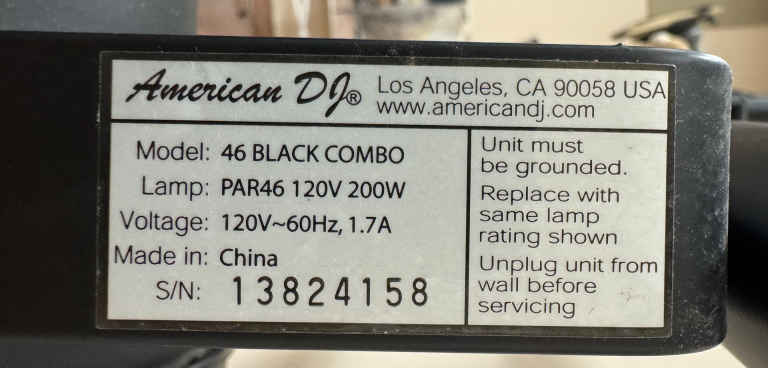 American DJ® Los Angeles, CA 90058 USA
www.americandj.com
Model: 46 BLACK COMBO
Lamp: PAR46 120V 200W
Voltage: 120V~60Hz, 1.7A
Made in: China
S/N: 13824158
Unit must
be grounded.
Replace with
same lamp
rating shown
Unplug unit from
wall before
servicing